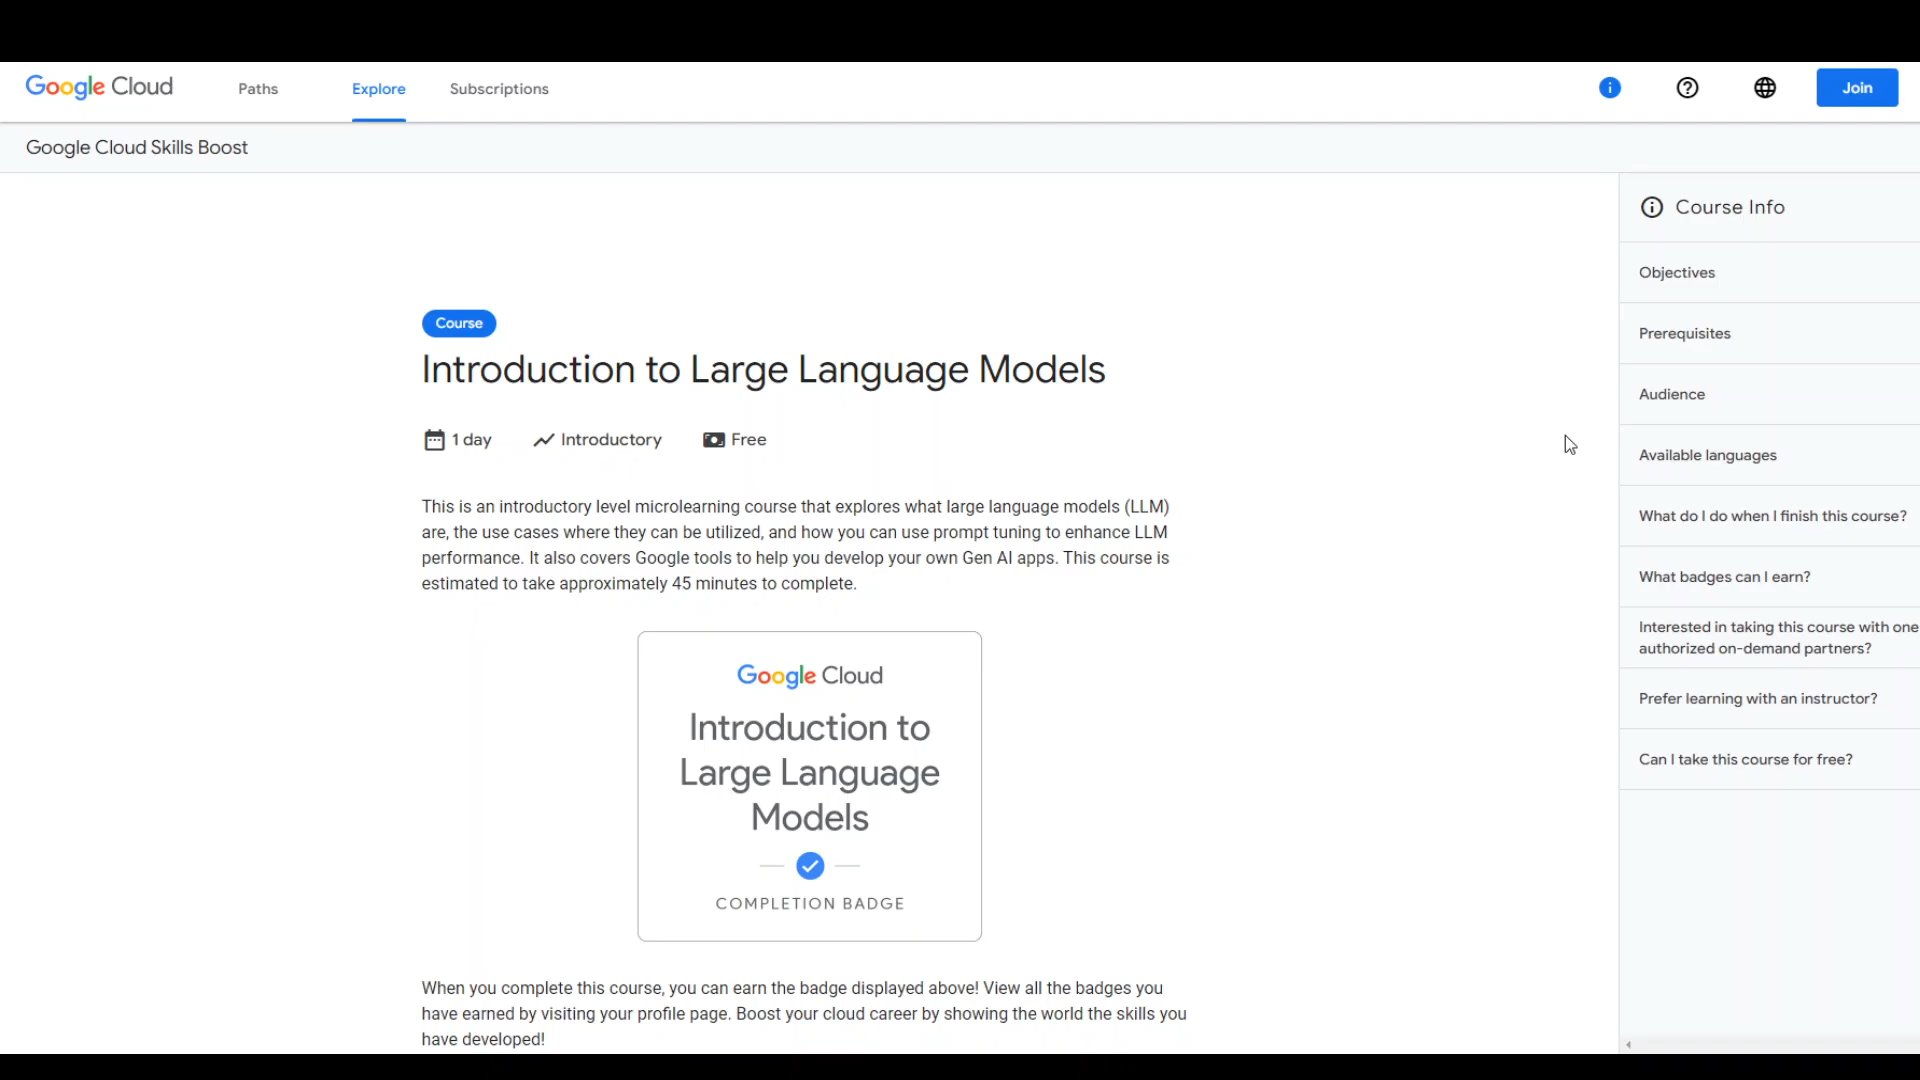 Google Cloud
Paths
Explore
Subscriptions
Join
Google Cloud Skills Boost
Course
Introduction to Large Language Models
1 day
Introductory
Free
This is an introductory level microlearning course that explores what large language models (LLM)
are, the use cases where they can be utilized, and how you can use prompt tuning to enhance LLM
performance. It also covers Google tools to help you develop your own Gen AI apps. This course is
estimated to take approximately 45 minutes to complete.
Google Cloud
Introduction to
Large Language
Models
COMPLETION BADGE
When you complete this course, you can earn the badge displayed above! View all the badges you
have earned by visiting your profile page. Boost your cloud career by showing the world the skills you
have developed!
Course Info
Objectives
Prerequisites
Audience
Available languages
What do I do when I finish this course?
What badges can I earn?
Interested in taking this course with one
authorized on-demand partners?
Prefer learning with an instructor?
Can I take this course for free?